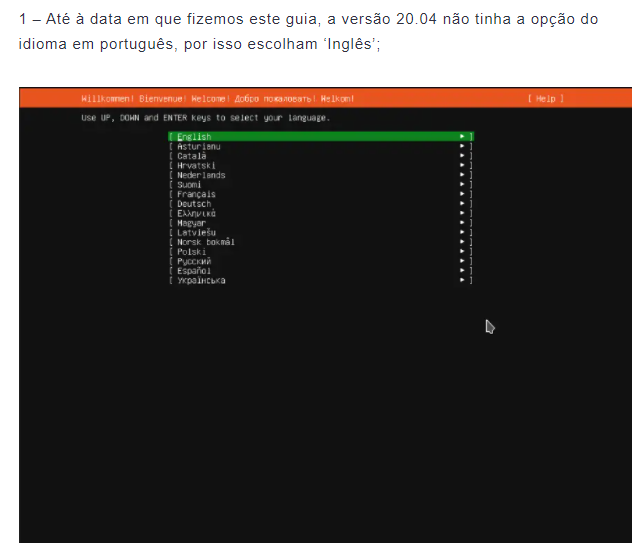 1 – Até à data em que fizemos este guia, a versão 20.04 não tinha a opção do
idioma em português, por isso escolham ‘Inglês’;
Willkommen! Bienvenue! Welcome! Добро пожаловать! Welkom! [ Help ]
Use UP, DOWN and ENTER keys to select your language.
[ English ► ]
[ Asturianu ► ]
[ Català ► ]
[ Hrvatski ► ]
[ Nederlands ► ]
[ Suomi ► ]
[ Français ► ]
[ Deutsch ► ]
[ Ελληνικά ► ]
[ Magyar ► ]
[ Latviešu ► ]
[ Norsk bokmål ► ]
[ Polski ► ]
[ Русский ► ]
[ Español ► ]
[ Українська ► ]